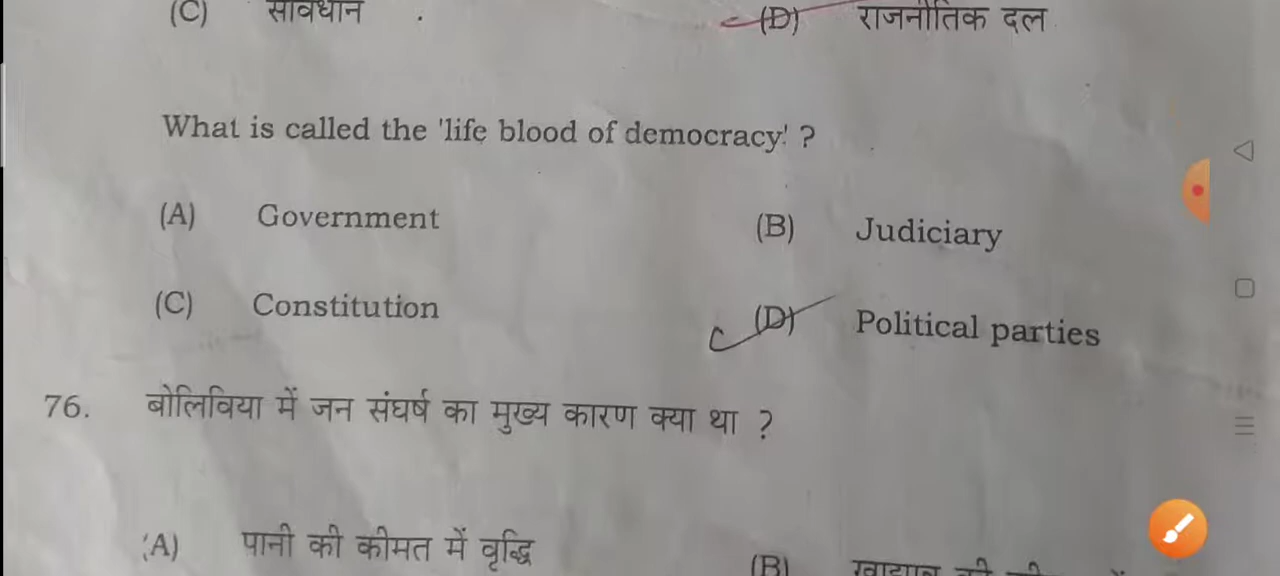 (C) सावधान .
(D) राजनीतिक दल
What is called the 'life blood of democracy' ?
(A) Government
(B) Judiciary
(C) Constitution
(D) Political parties
76. बोलिविया में जन संघर्ष का मुख्य कारण क्या था ?
(A) पानी की कीमत में वृद्धि
(B)